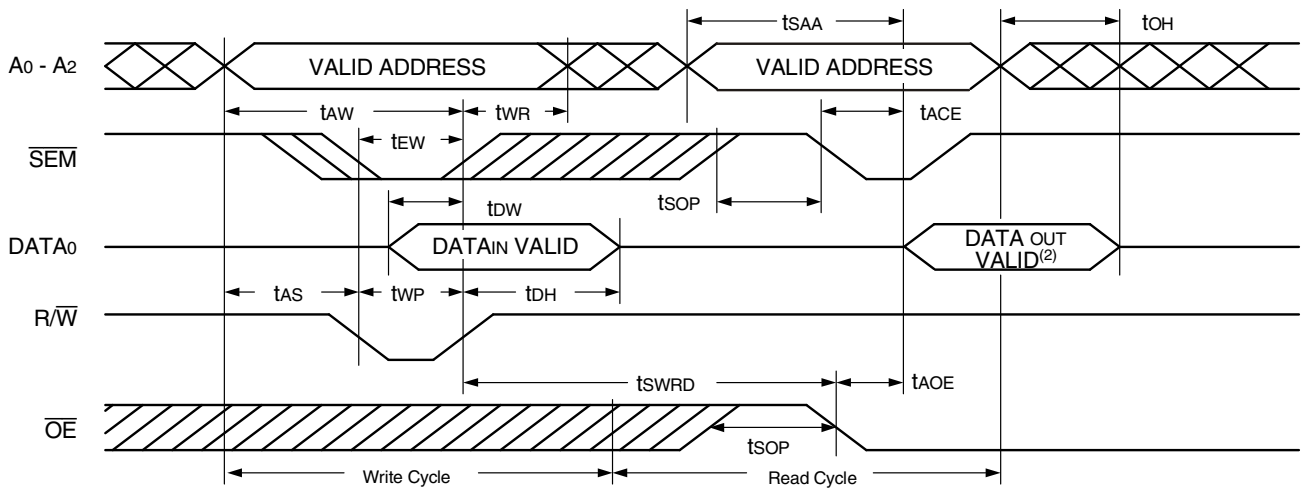 tSAA
tOH
A0 - A2
VALID ADDRESS
VALID ADDRESS
tAW
tWR
tACE
tEW
SEM
tSOP
tDW
DATA0
DATAIN VALID
DATA OUT
VALID(2)
tAS
tWP
tDH
R/W
tSWRD
tAOE
OE
tSOP
Write Cycle
Read Cycle